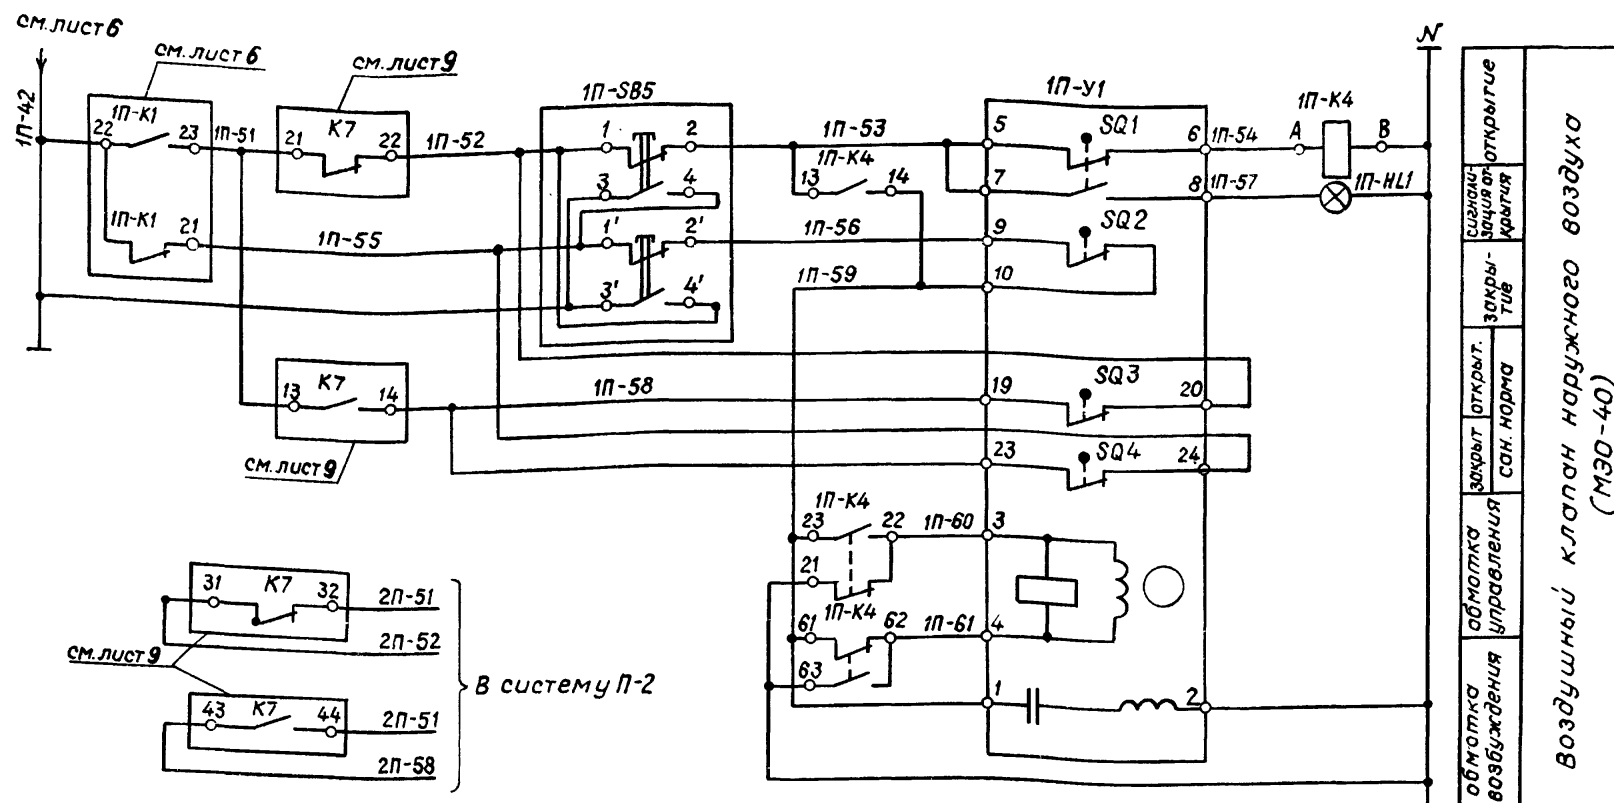 см. лист 6
1П-42
см. лист 6
1П-К1
22
23
1П-51
1П-К1
21
см. лист 9
К7
21
22
1П-52
1П-55
1П-SB5
1
2
3
4
1'
2'
3'
4'
1П-53
1П-К4
13
14
1П-56
1П-59
1П-У1
5
SQ1
6
7
8
SQ2
9
10
1П-54
А
1П-К4
В
1П-57
1П-HL1
N
К7
13
14
см. лист 9
1П-58
19
SQ3
20
23
SQ4
24
1П-К4
23
22
1П-60
3
21
1П-К4
61
62
1П-61
4
63
1
2
31
К7
32
2П-51
2П-52
см. лист 9
43
К7
44
2П-51
2П-58
В систему П-2
открытие
сигнали-
зация от-
крытия
закры-
тие
открыт.
закрыт
сан. норма
обмотка
управления
обмотка
возбуждения
Воздушный клапан наружного воздуха
(МЭО-40)